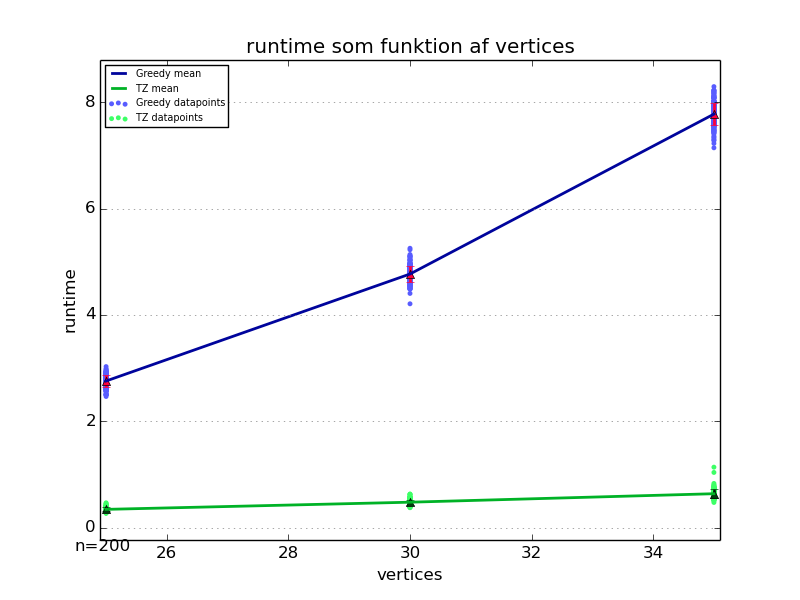 runtime som funktion af vertices
Greedy mean
TZ mean
Greedy datapoints
TZ datapoints
8
6
4
2
0
runtime
n=200
26
28
30
32
34
vertices